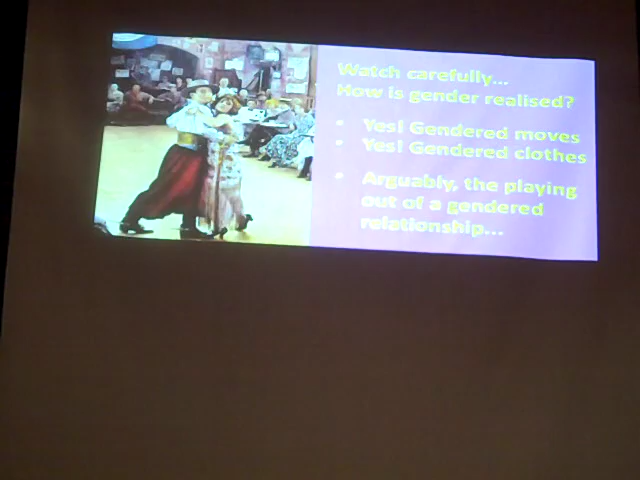 Watch carefully...
How is gender realised?
• Yes! Gendered moves
• Yes! Gendered clothes
• Arguably, the playing
out of a gendered
relationship...